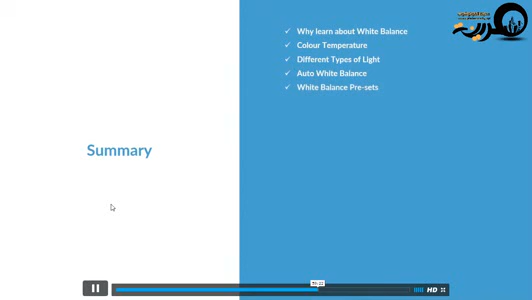 Why learn about White Balance
Colour Temperature
Different Types of Light
Auto White Balance
White Balance Pre-sets
Summary
HD